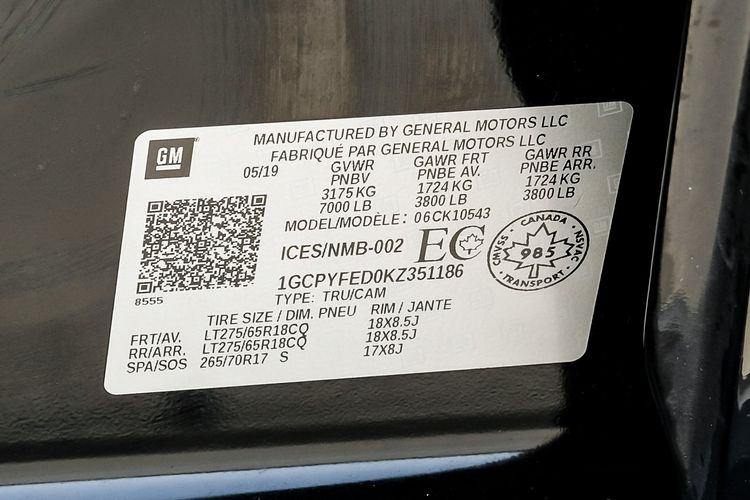 GM
MANUFACTURED BY GENERAL MOTORS LLC
FABRIQUÉ PAR GENERAL MOTORS LLC
05/19 GVWR GAWR FRT GAWR RR
PNBV PNBE AV. PNBE ARR.
3175 KG 1724 KG 1724 KG
7000 LB 3800 LB 3800 LB
MODEL/MODÈLE: 06CK10543
ICES/NMB-002 EC
CANADA
CMVSS 985 NSVAC
TRANSPORT
1GCPYFED0KZ351186
8555
TYPE: TRU/CAM
TIRE SIZE / DIM. PNEU RIM / JANTE
FRT/AV. LT275/65R18CQ 18X8.5J
RR/ARR. LT275/65R18CQ 18X8.5J
SPA/SOS 265/70R17 S 17X8J